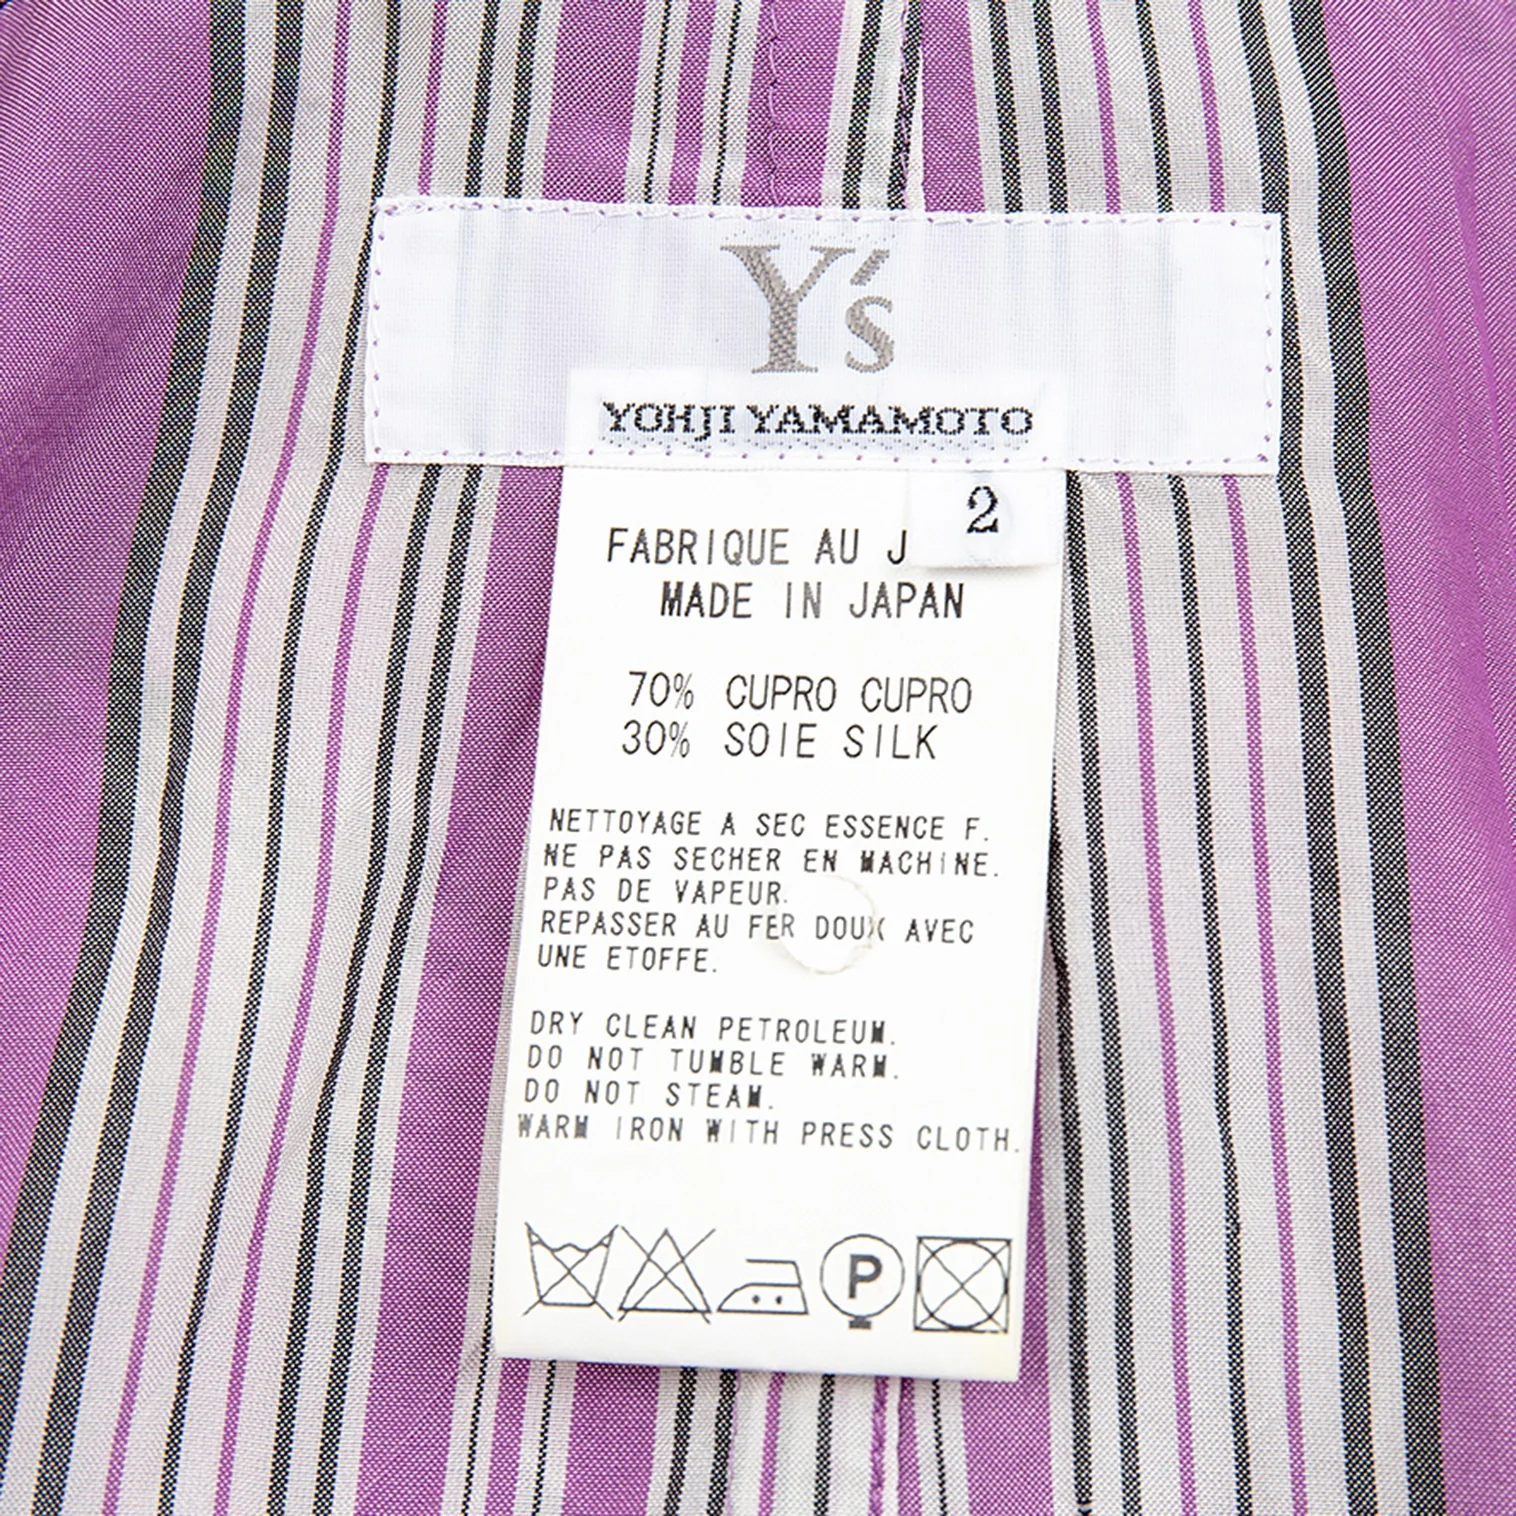 Y's
YOHJI YAMAMOTO
2
FABRIQUE AU J
MADE IN JAPAN
70% CUPRO CUPRO
30% SOIE SILK
NETTOYAGE A SEC ESSENCE F.
NE PAS SECHER EN MACHINE.
PAS DE VAPEUR.
REPASSER AU FER DOUX AVEC
UNE ETOFFE.
DRY CLEAN PETROLEUM.
DO NOT TUMBLE WARM.
DO NOT STEAM.
WARM IRON WITH PRESS CLOTH.
P